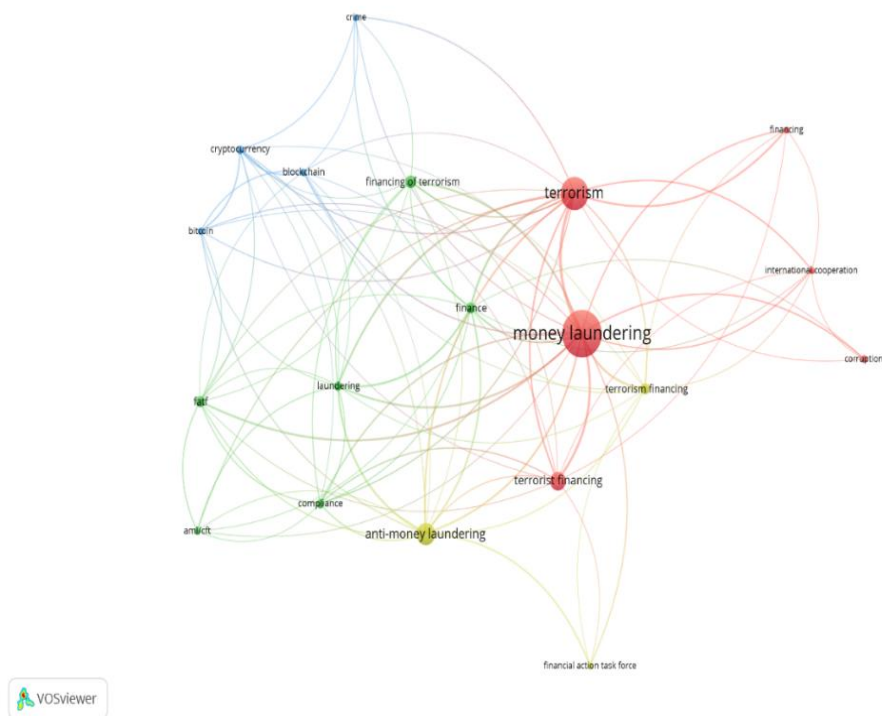 crime
financing
cryptocurrency
blockchain
financing of terrorism
terrorism
bitcoin
international cooperation
finance
money laundering
corruption
laundering
terrorism financing
fatf
terrorist financing
compliance
aml/cft
anti-money laundering
financial action task force
VOSviewer